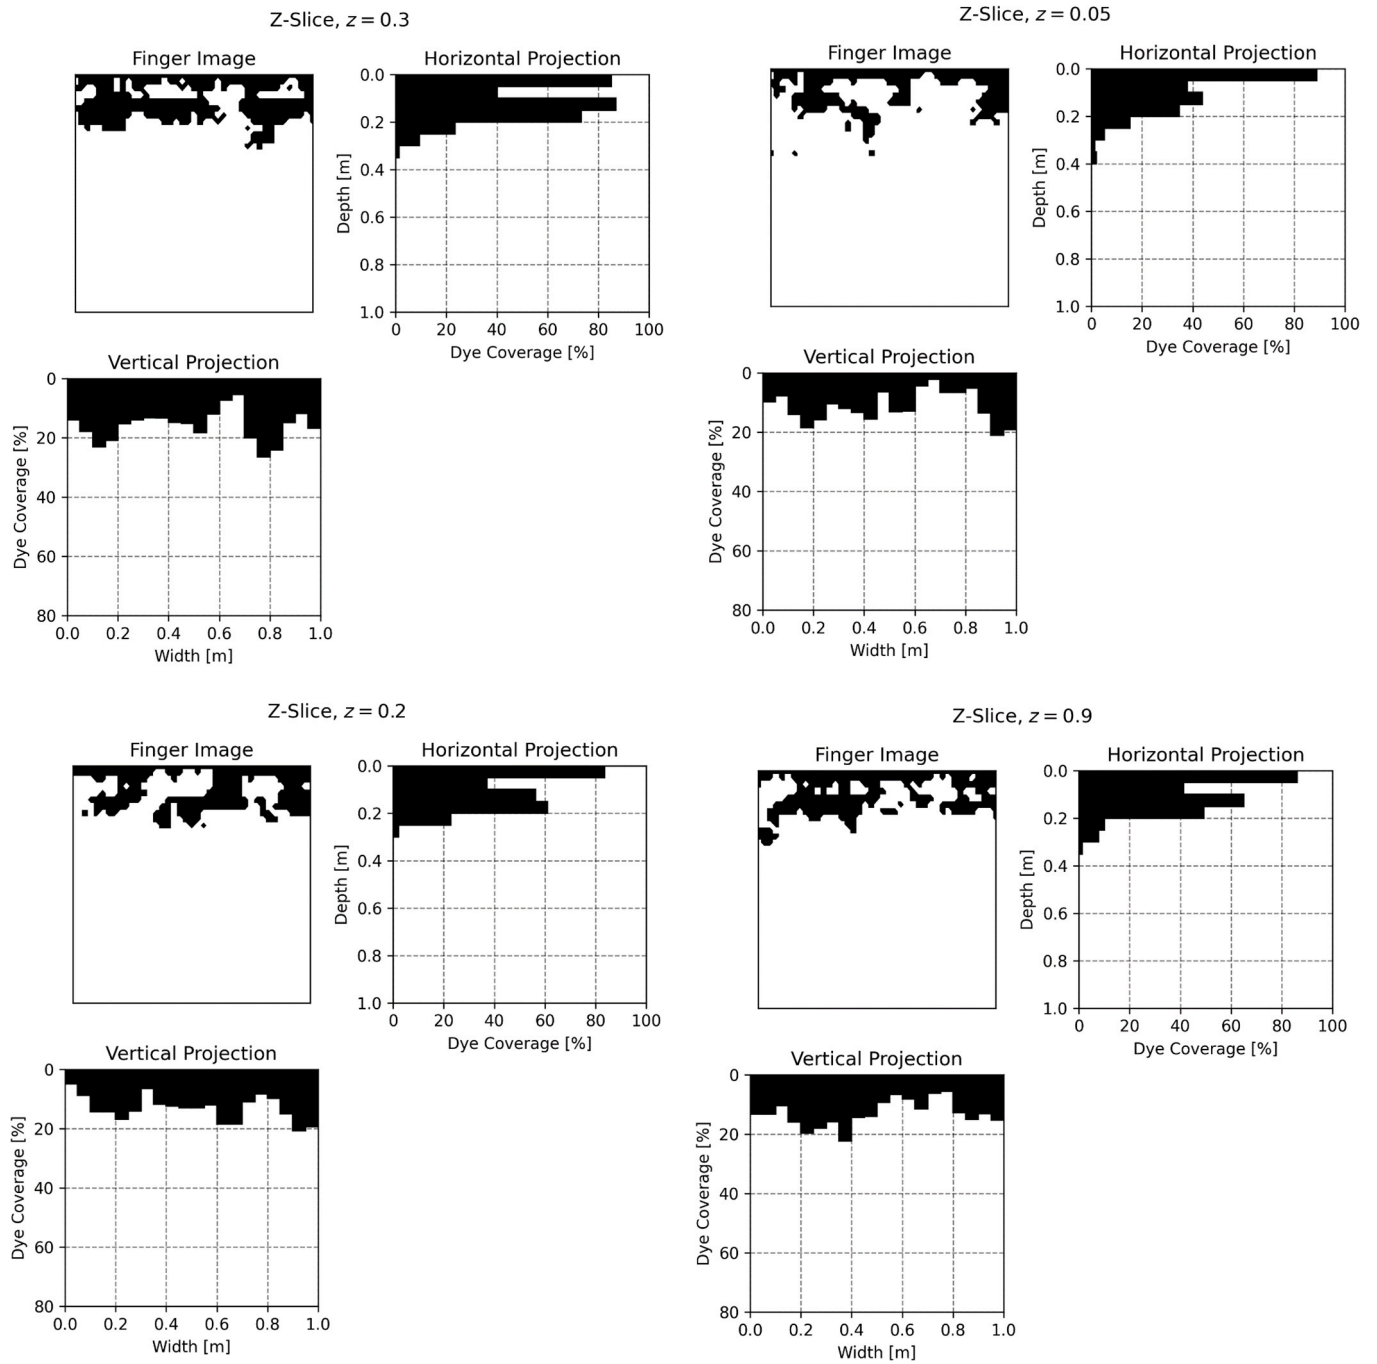 Z-Slice, z = 0.3
Finger Image
Horizontal Projection
0.0
0.2
0.4
0.6
0.8
1.0
Depth [m]
0 20 40 60 80 100
Dye Coverage [%]
Vertical Projection
0
20
40
60
80
Dye Coverage [%]
0.0 0.2 0.4 0.6 0.8 1.0
Width [m]
Z-Slice, z = 0.05
Finger Image
Horizontal Projection
0.0
0.2
0.4
0.6
0.8
1.0
Depth [m]
0 20 40 60 80 100
Dye Coverage [%]
Vertical Projection
0
20
40
60
80
Dye Coverage [%]
0.0 0.2 0.4 0.6 0.8 1.0
Width [m]
Z-Slice, z = 0.2
Finger Image
Horizontal Projection
0.0
0.2
0.4
0.6
0.8
1.0
Depth [m]
0 20 40 60 80 100
Dye Coverage [%]
Vertical Projection
0
20
40
60
80
Dye Coverage [%]
0.0 0.2 0.4 0.6 0.8 1.0
Width [m]
Z-Slice, z = 0.9
Finger Image
Horizontal Projection
0.0
0.2
0.4
0.6
0.8
1.0
Depth [m]
0 20 40 60 80 100
Dye Coverage [%]
Vertical Projection
0
20
40
60
80
Dye Coverage [%]
0.0 0.2 0.4 0.6 0.8 1.0
Width [m]